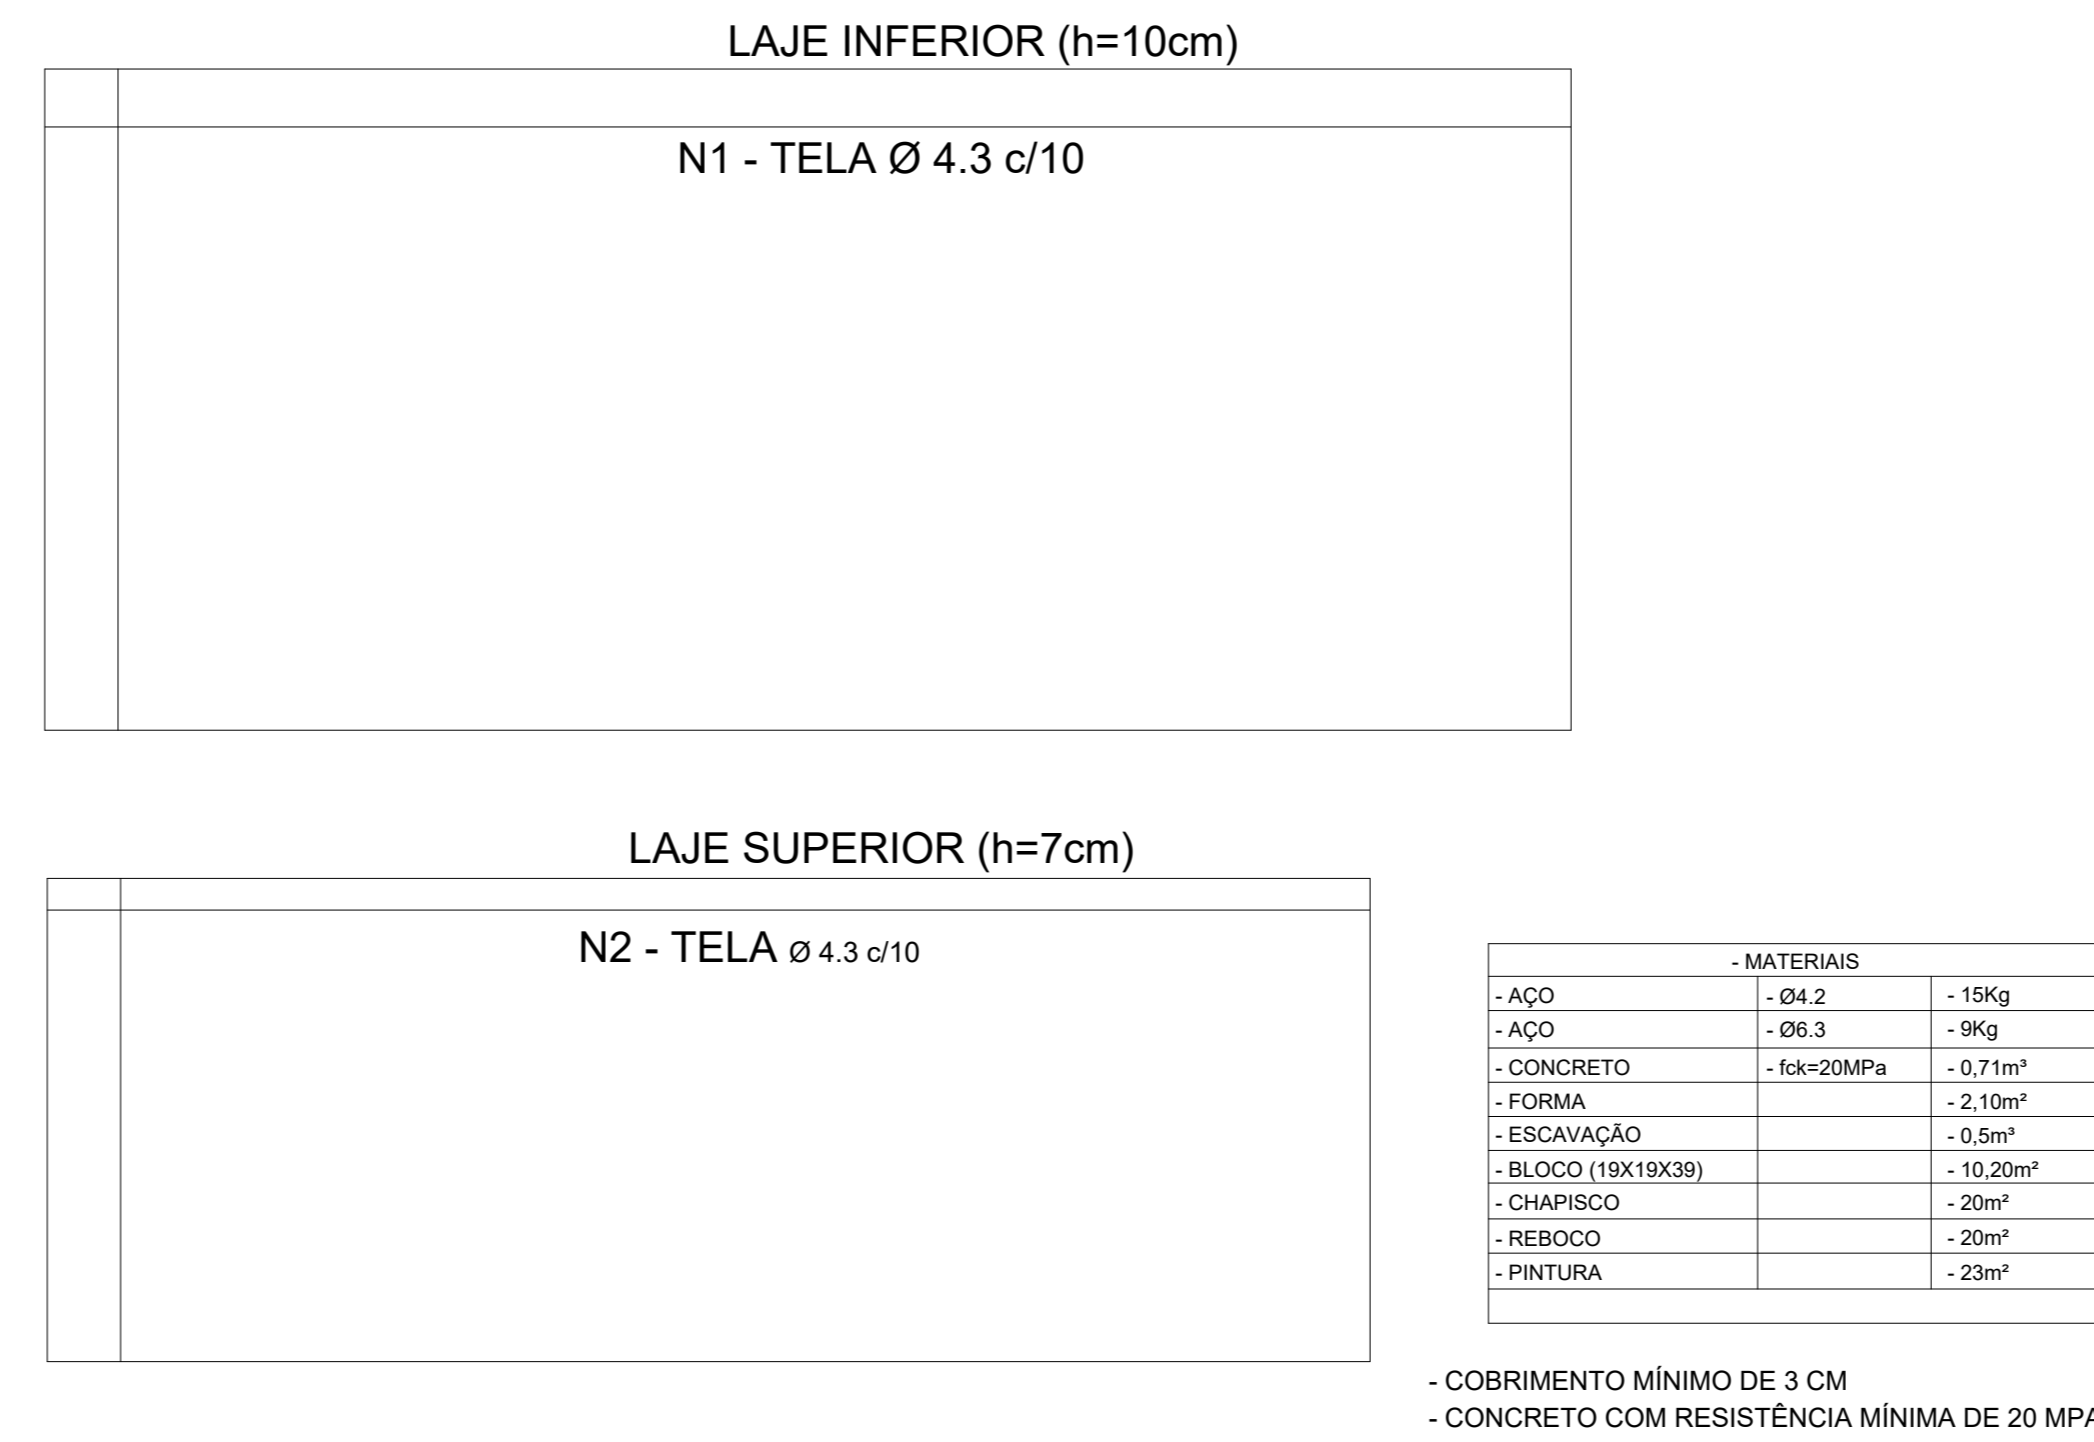 LAJE INFERIOR (h=10cm)
N1 - TELA Ø 4.3 c/10
LAJE SUPERIOR (h=7cm)
N2 - TELA Ø 4.3 c/10
- MATERIAIS
- AÇO - Ø4.2 - 15Kg
- AÇO - Ø6.3 - 9Kg
- CONCRETO - fck=20MPa - 0,71m³
- FORMA - 2,10m²
- ESCAVAÇÃO - 0,5m³
- BLOCO (19X19X39) - 10,20m²
- CHAPISCO - 20m²
- REBOCO - 20m²
- PINTURA - 23m²
- COBRIMENTO MÍNIMO DE 3 CM
- CONCRETO COM RESISTÊNCIA MÍNIMA DE 20 MPA